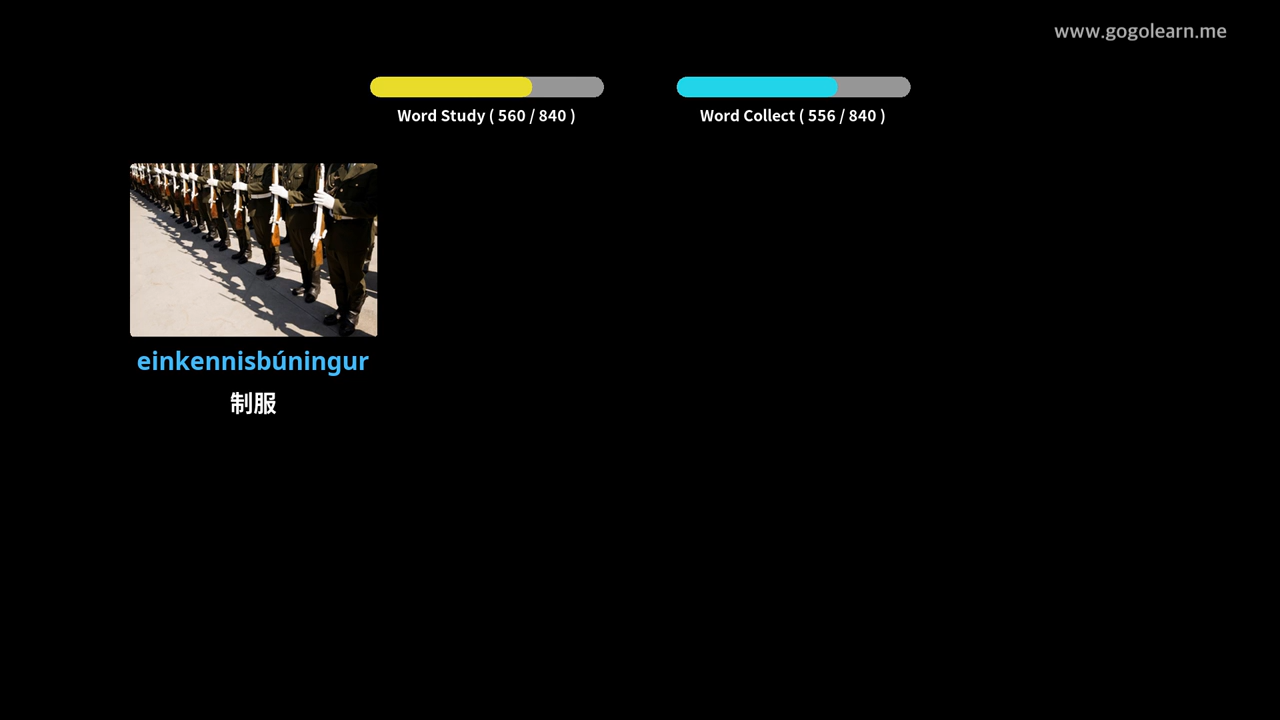 www.gogolearn.me
Word Study ( 560 / 840 )
Word Collect ( 556 / 840 )
einkennisbúningur
制服